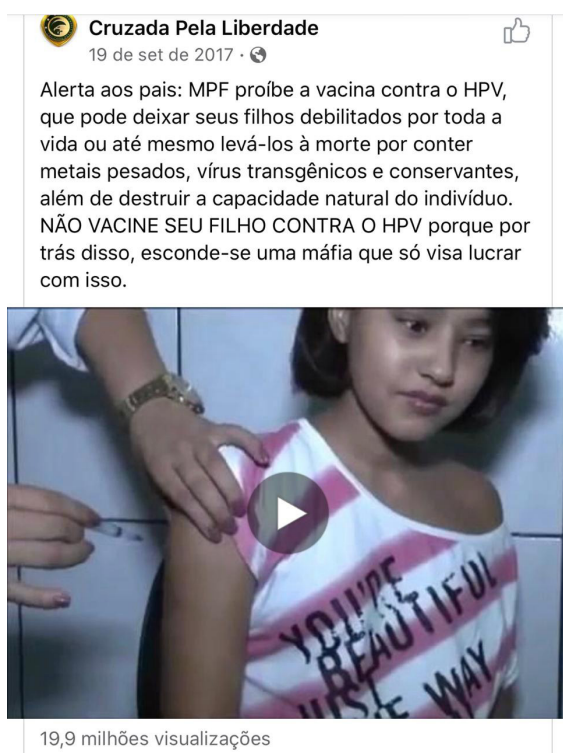 Cruzada Pela Liberdade
19 de set de 2017 ·
Alerta aos pais: MPF proíbe a vacina contra o HPV,
que pode deixar seus filhos debilitados por toda a
vida ou até mesmo levá-los à morte por conter
metais pesados, vírus transgênicos e conservantes,
além de destruir a capacidade natural do indivíduo.
NÃO VACINE SEU FILHO CONTRA O HPV porque por
trás disso, esconde-se uma máfia que só visa lucrar
com isso.
YOU'RE
BEAUTIFUL
JUST
THE WAY
19,9 milhões visualizações